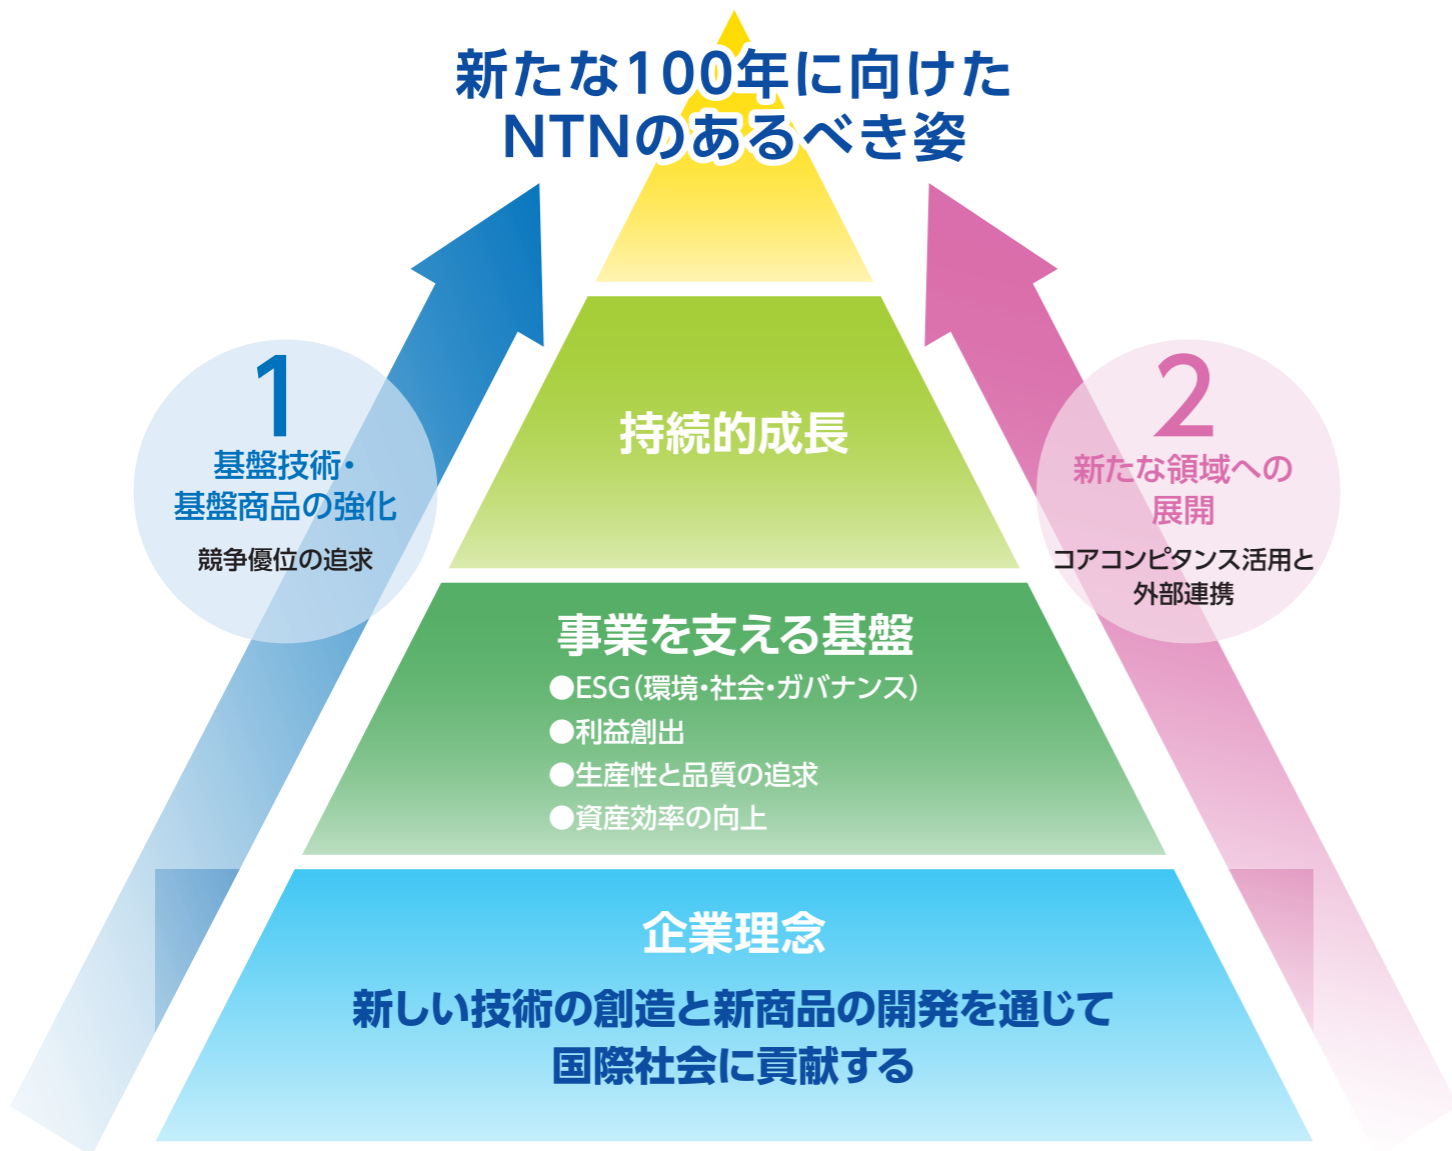 新たな100年に向けた
NTNのあるべき姿
1
基盤技術・
基盤商品の強化
競争優位の追求
2
新たな領域への
展開
コアコンピタンス活用と
外部連携
持続的成長
事業を支える基盤
●ESG(環境・社会・ガバナンス)
●利益創出
●生産性と品質の追求
●資産効率の向上
企業理念
新しい技術の創造と新商品の開発を通じて
国際社会に貢献する